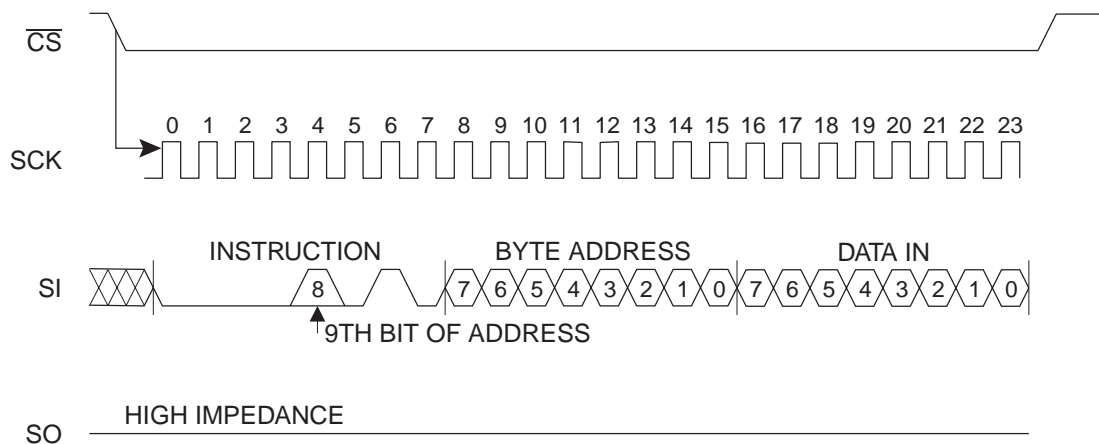 CS
0 1 2 3 4 5 6 7 8 9 10 11 12 13 14 15 16 17 18 19 20 21 22 23
SCK
INSTRUCTION BYTE ADDRESS DATA IN
SI 8 7 6 5 4 3 2 1 0 7 6 5 4 3 2 1 0
9TH BIT OF ADDRESS
HIGH IMPEDANCE
SO